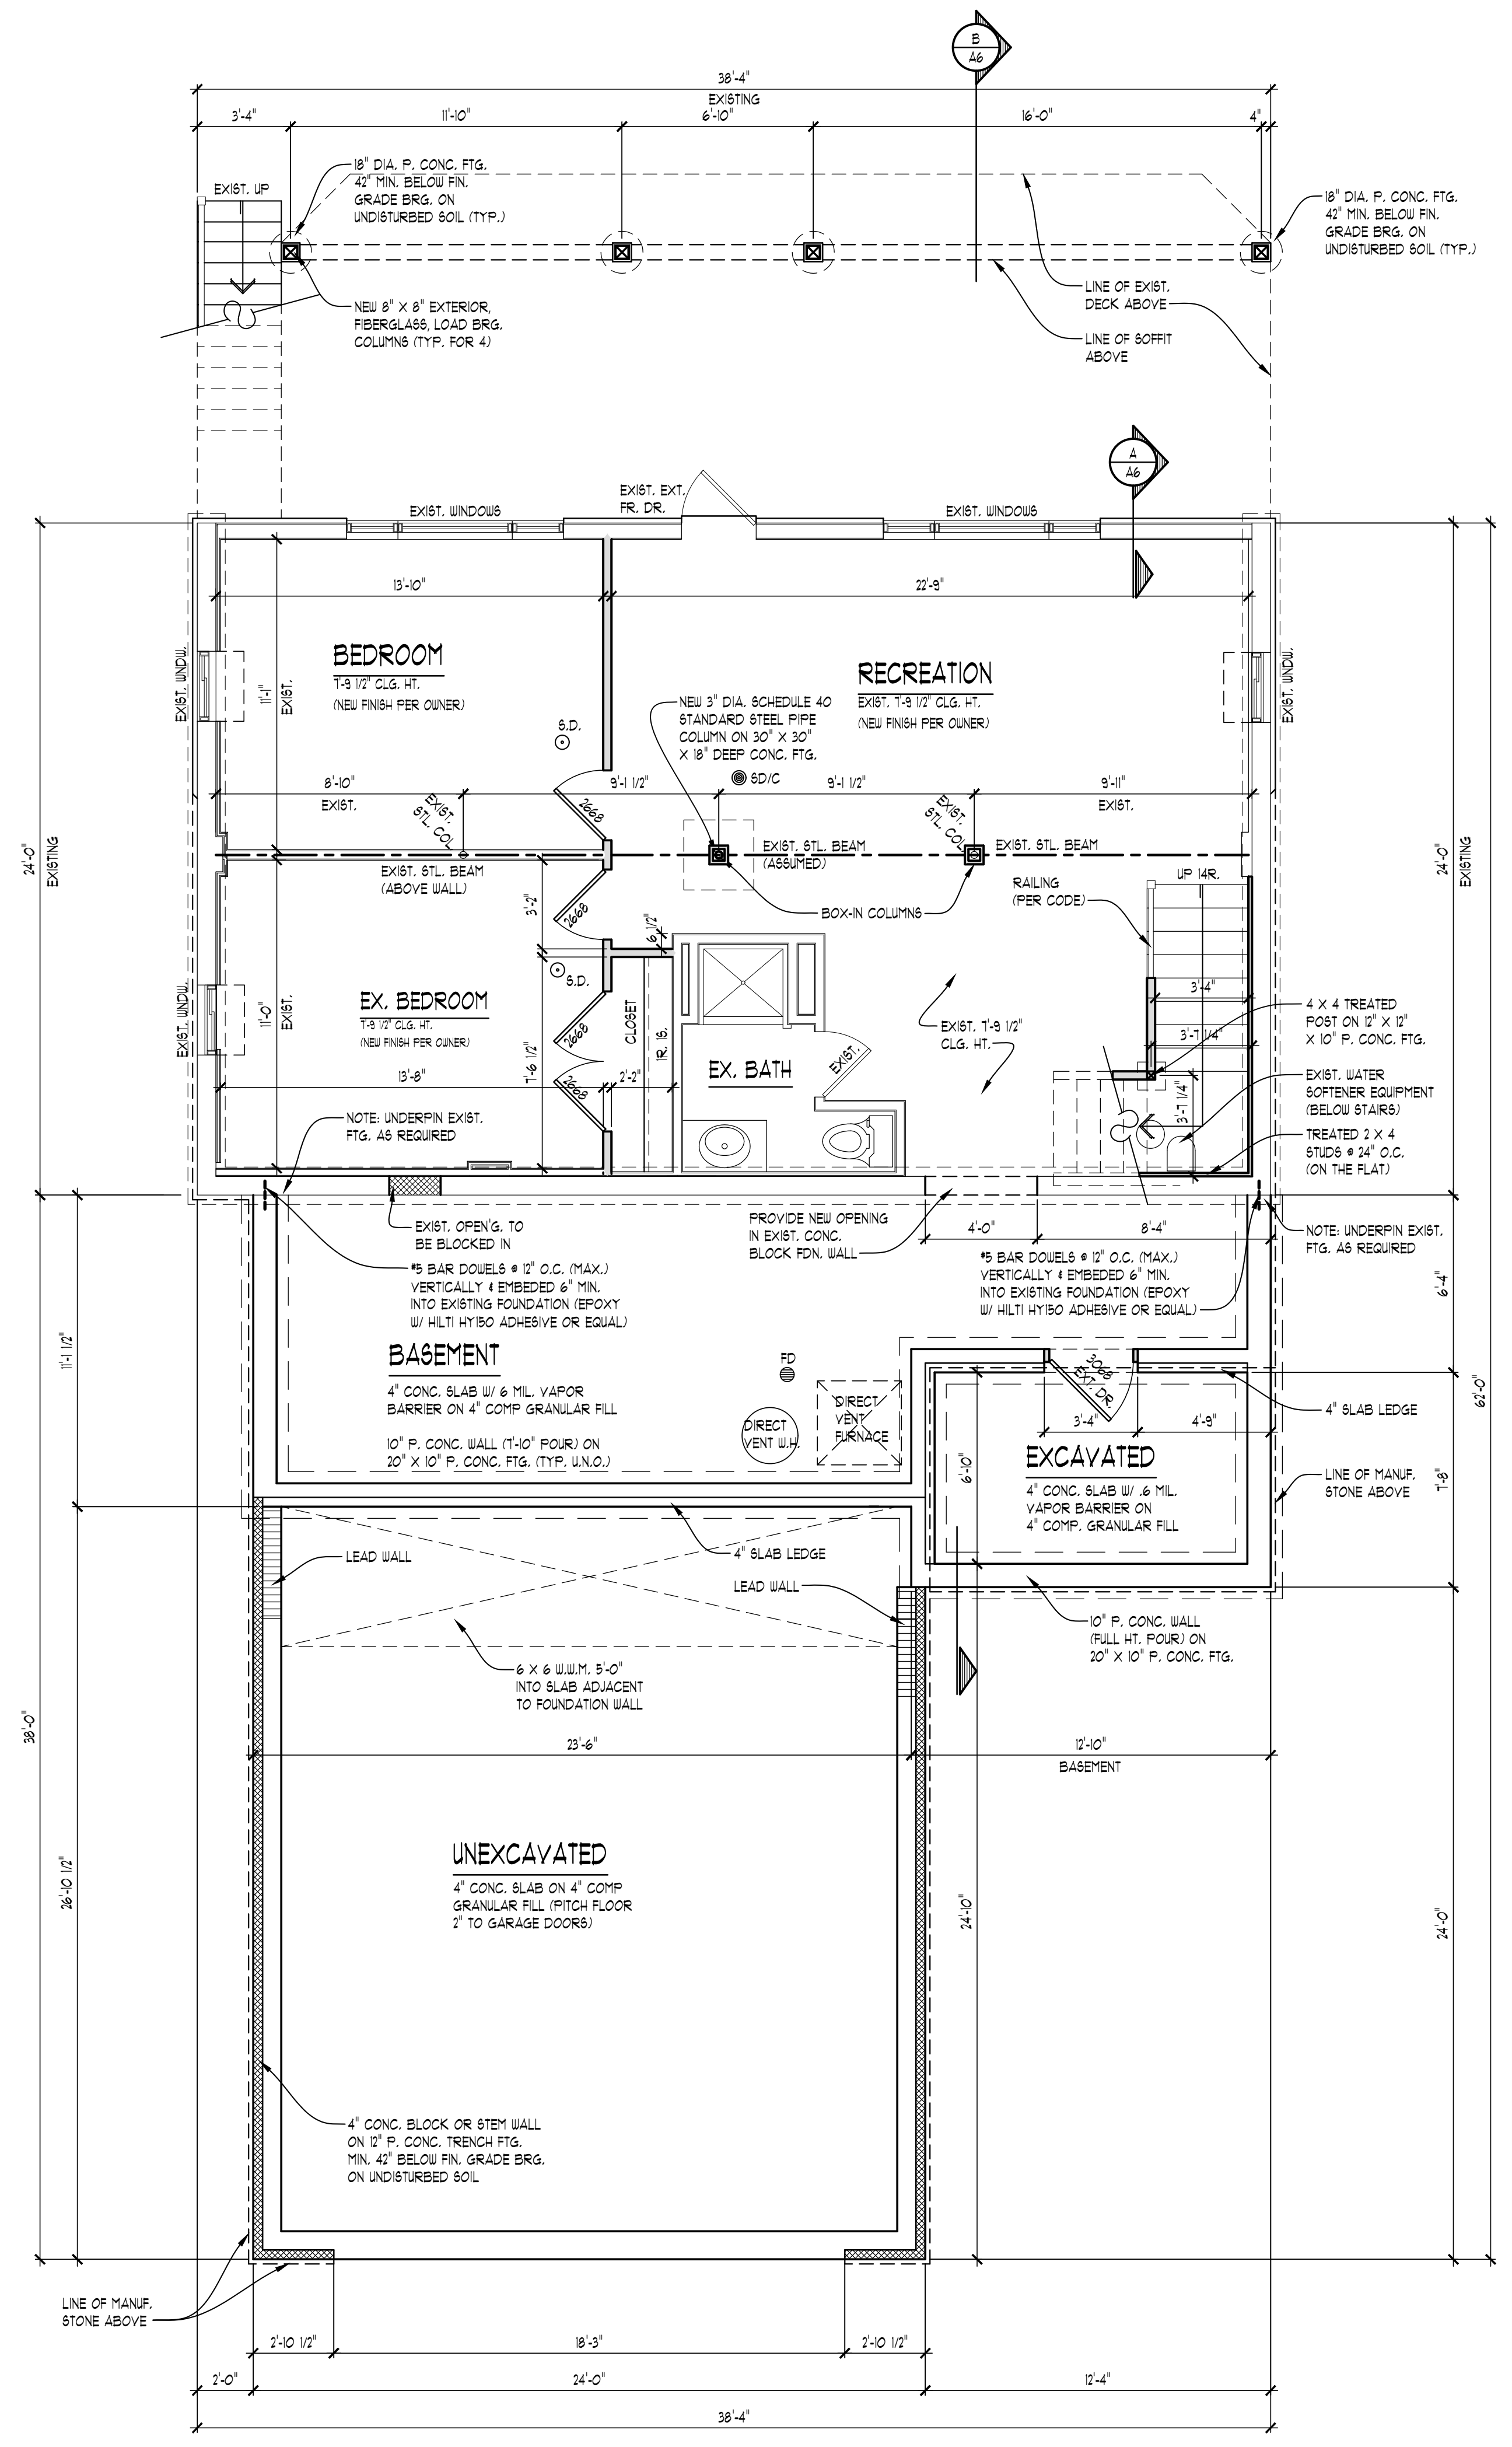 B
A6
38'-4"
EXISTING
3'-4"
11'-10"
6'-10"
16'-0"
4"
EXIST. UP
18" DIA. P. CONC. FTG.
42" MIN. BELOW FIN.
GRADE BRG. ON
UNDISTURBED SOIL (TYP.)
18" DIA. P. CONC. FTG.
42" MIN. BELOW FIN.
GRADE BRG. ON
UNDISTURBED SOIL (TYP.)
NEW 8" X 8" EXTERIOR,
FIBERGLASS, LOAD BRG.
COLUMNS (TYP. FOR 4)
LINE OF EXIST.
DECK ABOVE
LINE OF SOFFIT
ABOVE
A
A6
EXIST. WINDOWS
EXIST. EXT.
FR. DR.
EXIST. WINDOWS
13'-10"
22'-9"
BEDROOM
7'-9 1/2" CLG. HT.
(NEW FINISH PER OWNER)
EXIST. WNDW.
11'-1"
EXIST.
S.D.
RECREATION
EXIST. 7'-9 1/2" CLG. HT.
(NEW FINISH PER OWNER)
EXIST. WNDW.
NEW 3" DIA. SCHEDULE 40
STANDARD STEEL PIPE
COLUMN ON 30" X 30"
X 18" DEEP CONC. FTG.
SD/C
8'-10"
EXIST.
9'-1 1/2"
9'-1 1/2"
9'-11"
EXIST.
EXIST.
STL. COL.
2668
EXIST.
STL. COL.
24'-0"
EXISTING
24'-0"
EXISTING
EXIST. STL. BEAM
(ABOVE WALL)
EXIST. STL. BEAM
(ASSUMED)
EXIST. STL. BEAM
UP 14R.
RAILING
(PER CODE)
BOX-IN COLUMNS
3'-2"
2668
6 1/2"
S.D.
EX. BEDROOM
7'-9 1/2" CLG. HT.
(NEW FINISH PER OWNER)
EXIST. WNDW.
11'-0"
EXIST.
2668
CLOSET
1R. 1S.
7'-6 1/2"
13'-8"
2668
2'-2"
EX. BATH
EXIST.
EXIST. 7'-9 1/2"
CLG. HT.
3'-4"
3'-7 1/4"
3'-7 1/4"
4 X 4 TREATED
POST ON 12" X 12"
X 10" P. CONC. FTG.
EXIST. WATER
SOFTENER EQUIPMENT
(BELOW STAIRS)
TREATED 2 X 4
STUDS @ 24" O.C.
(ON THE FLAT)
NOTE: UNDERPIN EXIST.
FTG. AS REQUIRED
EXIST. OPEN'G. TO
BE BLOCKED IN
PROVIDE NEW OPENING
IN EXIST. CONC.
BLOCK FDN. WALL
4'-0"
8'-4"
NOTE: UNDERPIN EXIST.
FTG. AS REQUIRED
#5 BAR DOWELS @ 12" O.C. (MAX.)
VERTICALLY & EMBEDED 6" MIN.
INTO EXISTING FOUNDATION (EPOXY
W/ HILTI HY150 ADHESIVE OR EQUAL)
#5 BAR DOWELS @ 12" O.C. (MAX.)
VERTICALLY & EMBEDED 6" MIN.
INTO EXISTING FOUNDATION (EPOXY
W/ HILTI HY150 ADHESIVE OR EQUAL)
6'-4"
11'-1 1/2"
BASEMENT
4" CONC. SLAB W/ 6 MIL. VAPOR
BARRIER ON 4" COMP GRANULAR FILL
10" P. CONC. WALL (7'-10" POUR) ON
20" X 10" P. CONC. FTG. (TYP. U.N.O.)
FD
DIRECT
VENT W.H.
DIRECT
VENT
FURNACE
3068
EXT. DR.
3'-4"
4'-9"
4" SLAB LEDGE
62'-0"
6'-10"
EXCAVATED
4" CONC. SLAB W/ .6 MIL.
VAPOR BARRIER ON
4" COMP. GRANULAR FILL
LINE OF MANUF.
STONE ABOVE
7'-8"
LEAD WALL
4" SLAB LEDGE
LEAD WALL
10" P. CONC. WALL
(FULL HT. POUR) ON
20" X 10" P. CONC. FTG.
6 X 6 W.W.M. 5'-0"
INTO SLAB ADJACENT
TO FOUNDATION WALL
38'-0"
23'-6"
12'-10"
BASEMENT
UNEXCAVATED
4" CONC. SLAB ON 4" COMP
GRANULAR FILL (PITCH FLOOR
2" TO GARAGE DOORS)
26'-10 1/2"
24'-10"
24'-0"
4" CONC. BLOCK OR STEM WALL
ON 12" P. CONC. TRENCH FTG.
MIN. 42" BELOW FIN. GRADE BRG.
ON UNDISTURBED SOIL
LINE OF MANUF.
STONE ABOVE
2'-10 1/2"
18'-3"
2'-10 1/2"
2'-0"
24'-0"
12'-4"
38'-4"